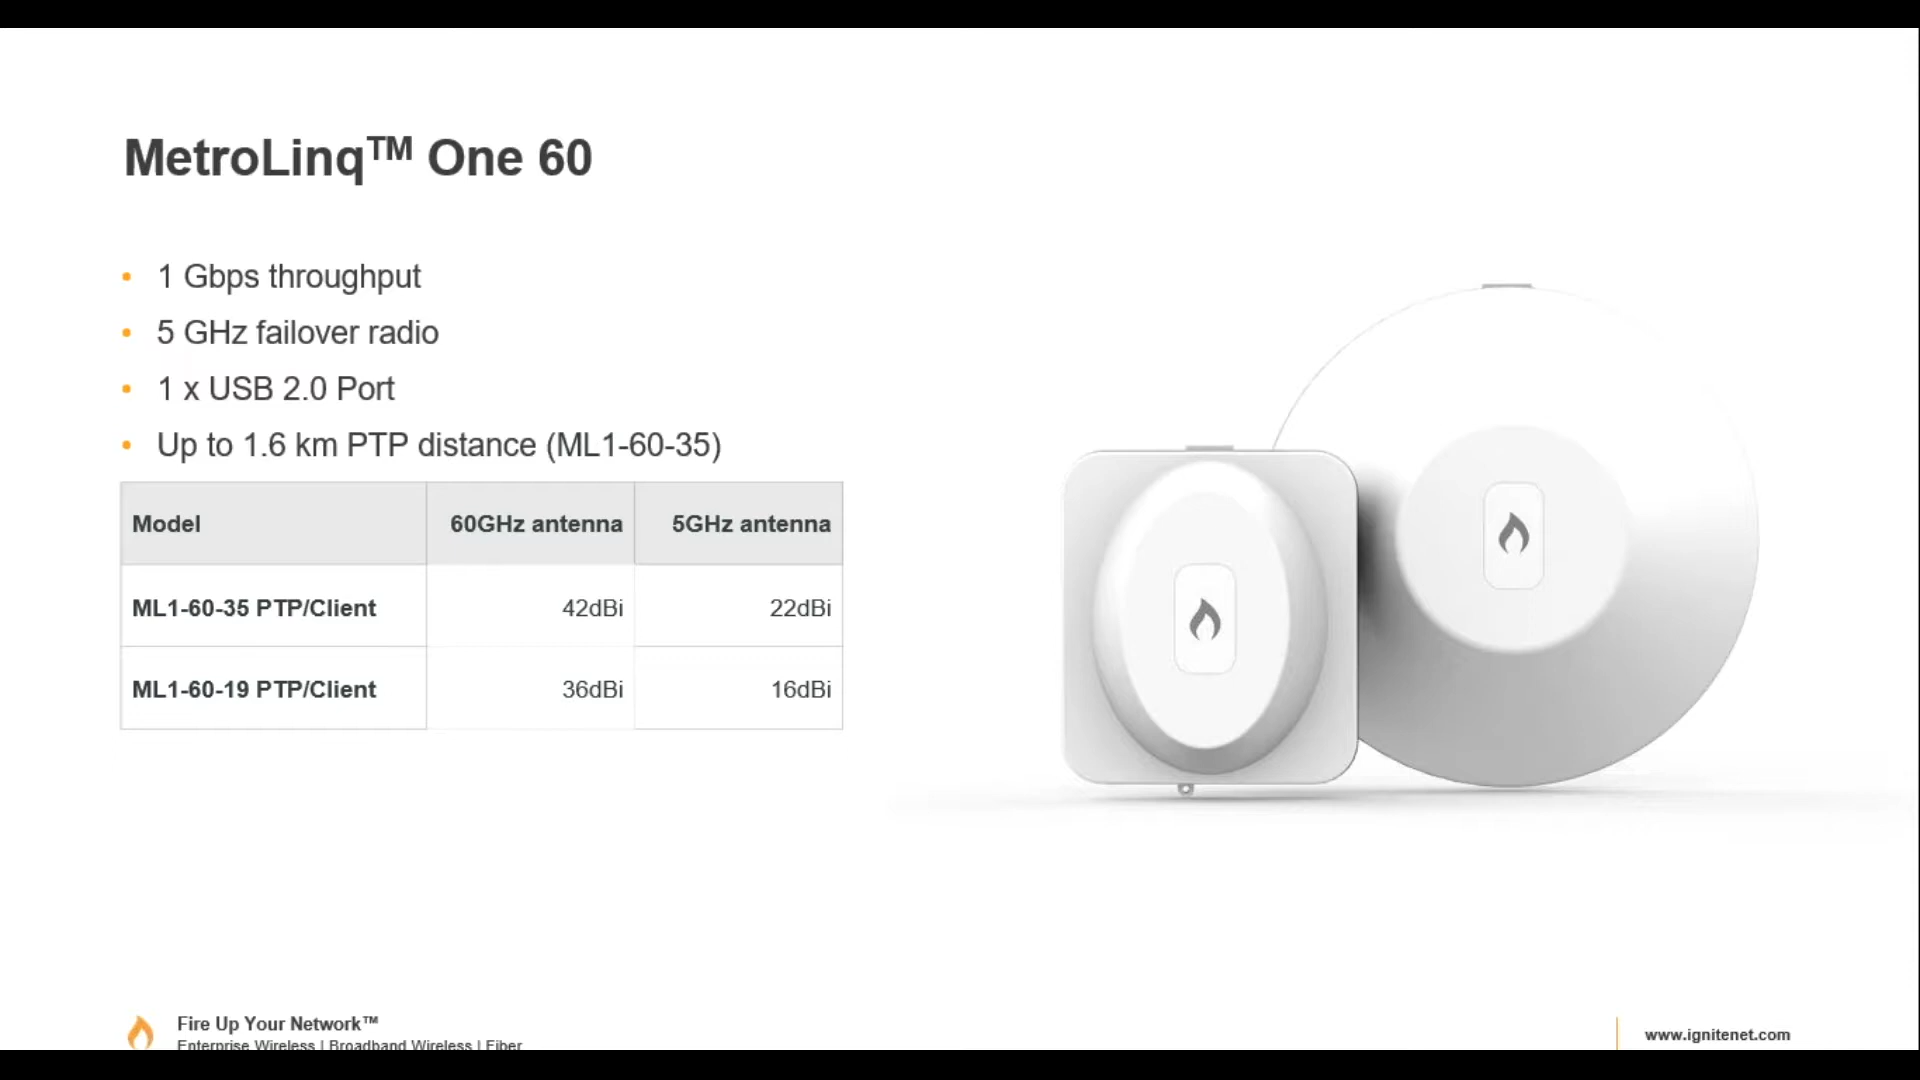 MetroLinq™ One 60
• 1 Gbps throughput
• 5 GHz failover radio
• 1 x USB 2.0 Port
• Up to 1.6 km PTP distance (ML1-60-35)
Model 60GHz antenna 5GHz antenna
ML1-60-35 PTP/Client 42dBi 22dBi
ML1-60-19 PTP/Client 36dBi 16dBi
Fire Up Your Network™
Enterprise Wireless | Broadband Wireless | Fiber
www.ignitenet.com